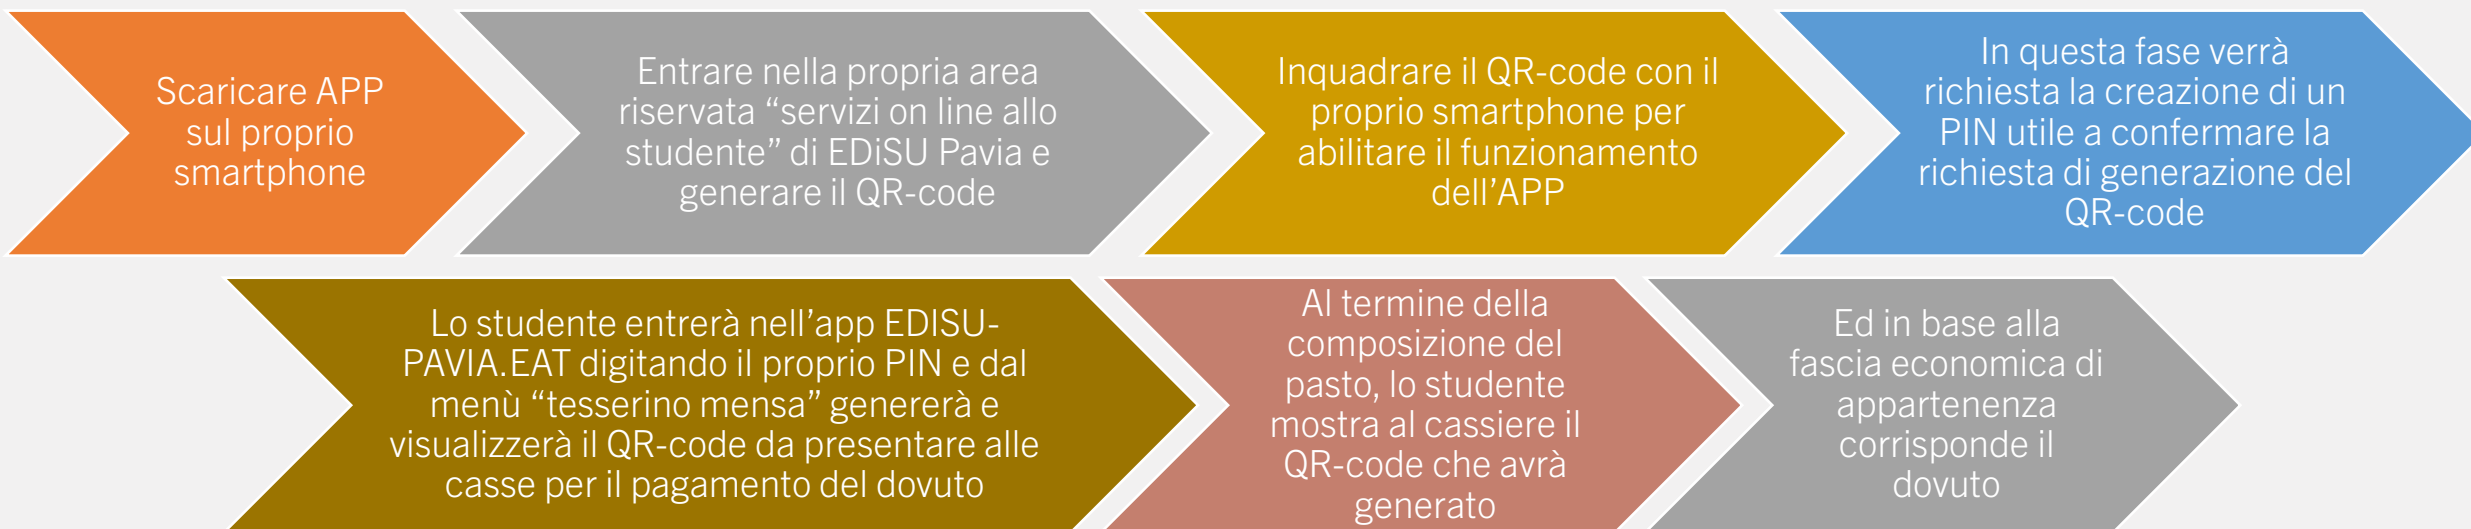 Scaricare APP
sul proprio
smartphone
Entrare nella propria area
riservata “servizi on line allo
studente” di EDiSU Pavia e
generare il QR-code
Inquadrare il QR-code con il
proprio smartphone per
abilitare il funzionamento
dell’APP
In questa fase verrà
richiesta la creazione di un
PIN utile a confermare la
richiesta di generazione del
QR-code
Lo studente entrerà nell’app EDISU-
PAVIA.EAT digitando il proprio PIN e dal
menù “tesserino mensa” genererà e
visualizzerà il QR-code da presentare alle
casse per il pagamento del dovuto
Al termine della
composizione del
pasto, lo studente
mostra al cassiere il
QR-code che avrà
generato
Ed in base alla
fascia economica di
appartenenza
corrisponde il
dovuto